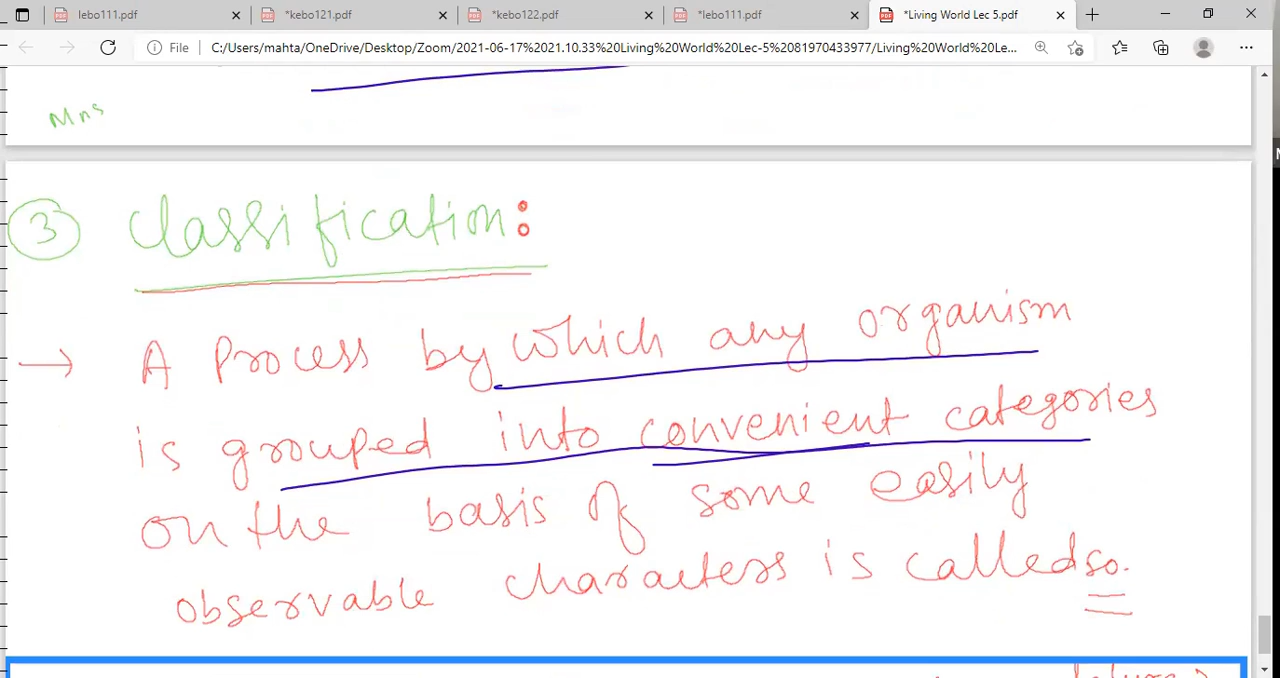 lebo111.pdf
*kebo121.pdf
*kebo122.pdf
*lebo111.pdf
*Living World Lec 5.pdf
File
C:/Users/mahta/OneDrive/Desktop/Zoom/2021-06-17%2021.10.33%20Living%20World%20Lec-5%2081970433977/Living%20World%20Le...
3 Classification:
→ A Process by which any organism
is grouped into convenient categories
on the basis of some easily
observable characters is called so.